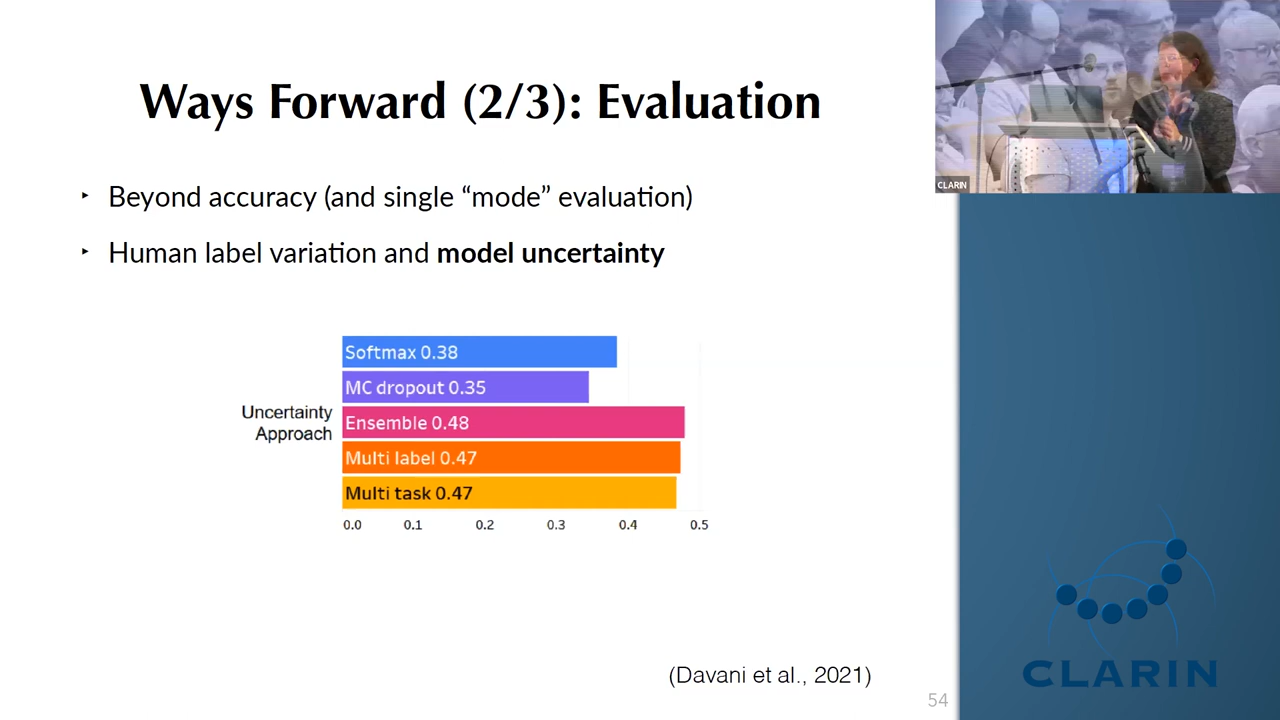 Ways Forward (2/3): Evaluation
‣ Beyond accuracy (and single “mode” evaluation)
‣ Human label variation and model uncertainty
Uncertainty
Approach
Softmax 0.38
MC dropout 0.35
Ensemble 0.48
Multi label 0.47
Multi task 0.47
0.0 0.1 0.2 0.3 0.4 0.5
(Davani et al., 2021)
54
CLARIN
CLARIN